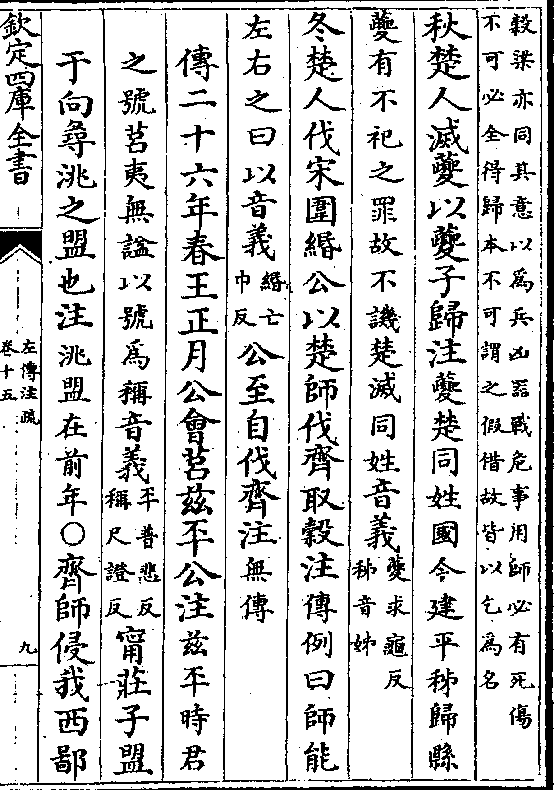 穀梁亦同其意以爲兵凶器戰危事用師必有死傷
不可必全得歸本不可謂之假借故皆以乞爲名
秋楚人滅夔以夔子歸注夔楚同姓國今建平秭歸縣
夔有不祀之罪故不譏楚滅同姓音義夔求龜反
秭音姊
冬楚人伐宋圍緡公以楚師伐齊取穀注傳例曰師能
左右之曰以音義緡亡
巾反公至自伐齊注無傳
傳二十六年春王正月公會莒茲㔻公注茲㔻時君
之號莒夷無諡以號爲稱音義㔻普悲反
稱尺證反甯莊子盟
于向尋洮之盟也注洮盟在前年○齊師侵我西鄙
欽定四庫全書
左傳注疏
卷十五
九